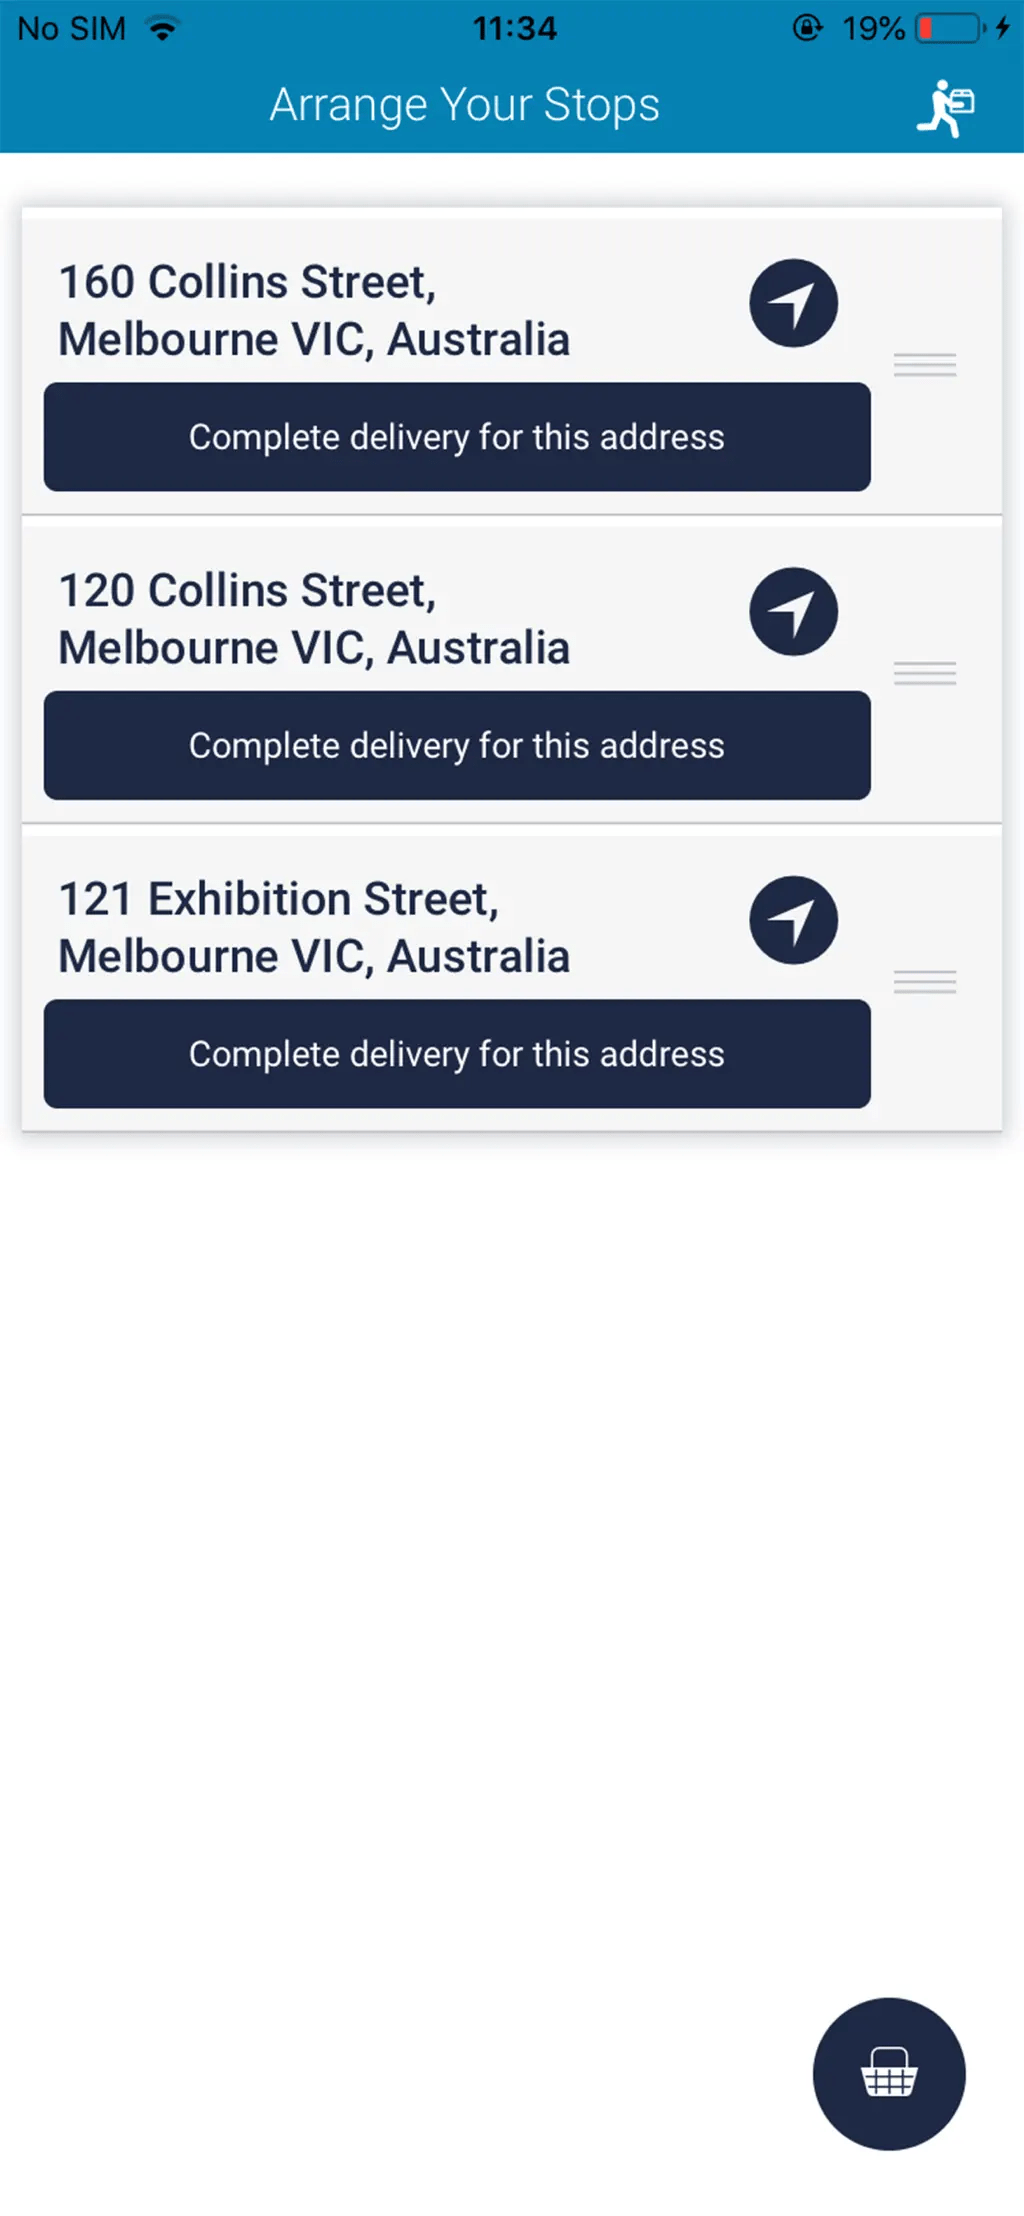 No SIM 11:34 19%
Arrange Your Stops
160 Collins Street,
Melbourne VIC, Australia
Complete delivery for this address
120 Collins Street,
Melbourne VIC, Australia
Complete delivery for this address
121 Exhibition Street,
Melbourne VIC, Australia
Complete delivery for this address